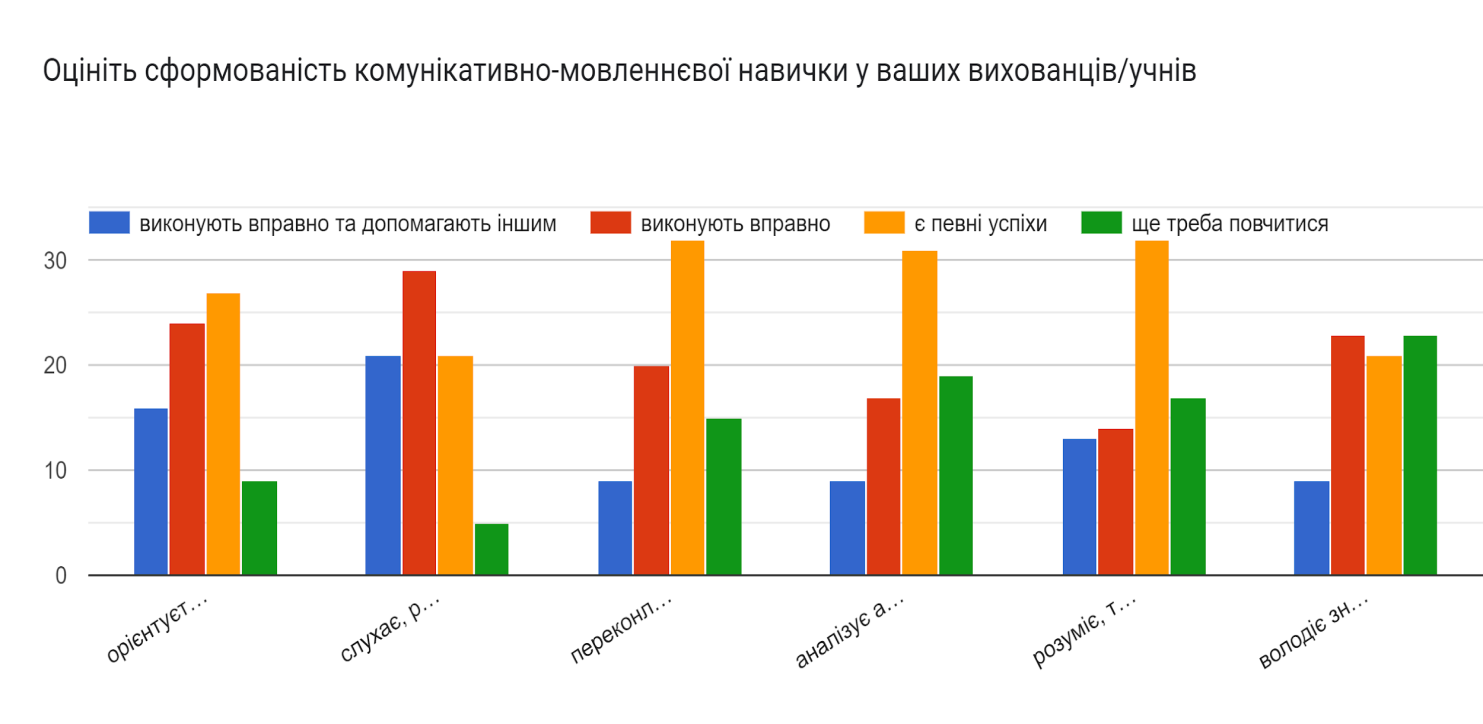 Оцініть сформованість комунікативно-мовленнєвої навички у ваших вихованців/учнів
виконують вправно та допомагають іншим виконують вправно є певні успіхи ще треба повчитися
30
20
10
0
орієнтуєт…
слухає, р…
переконл…
аналізує а…
розуміє, т…
володіє зн…